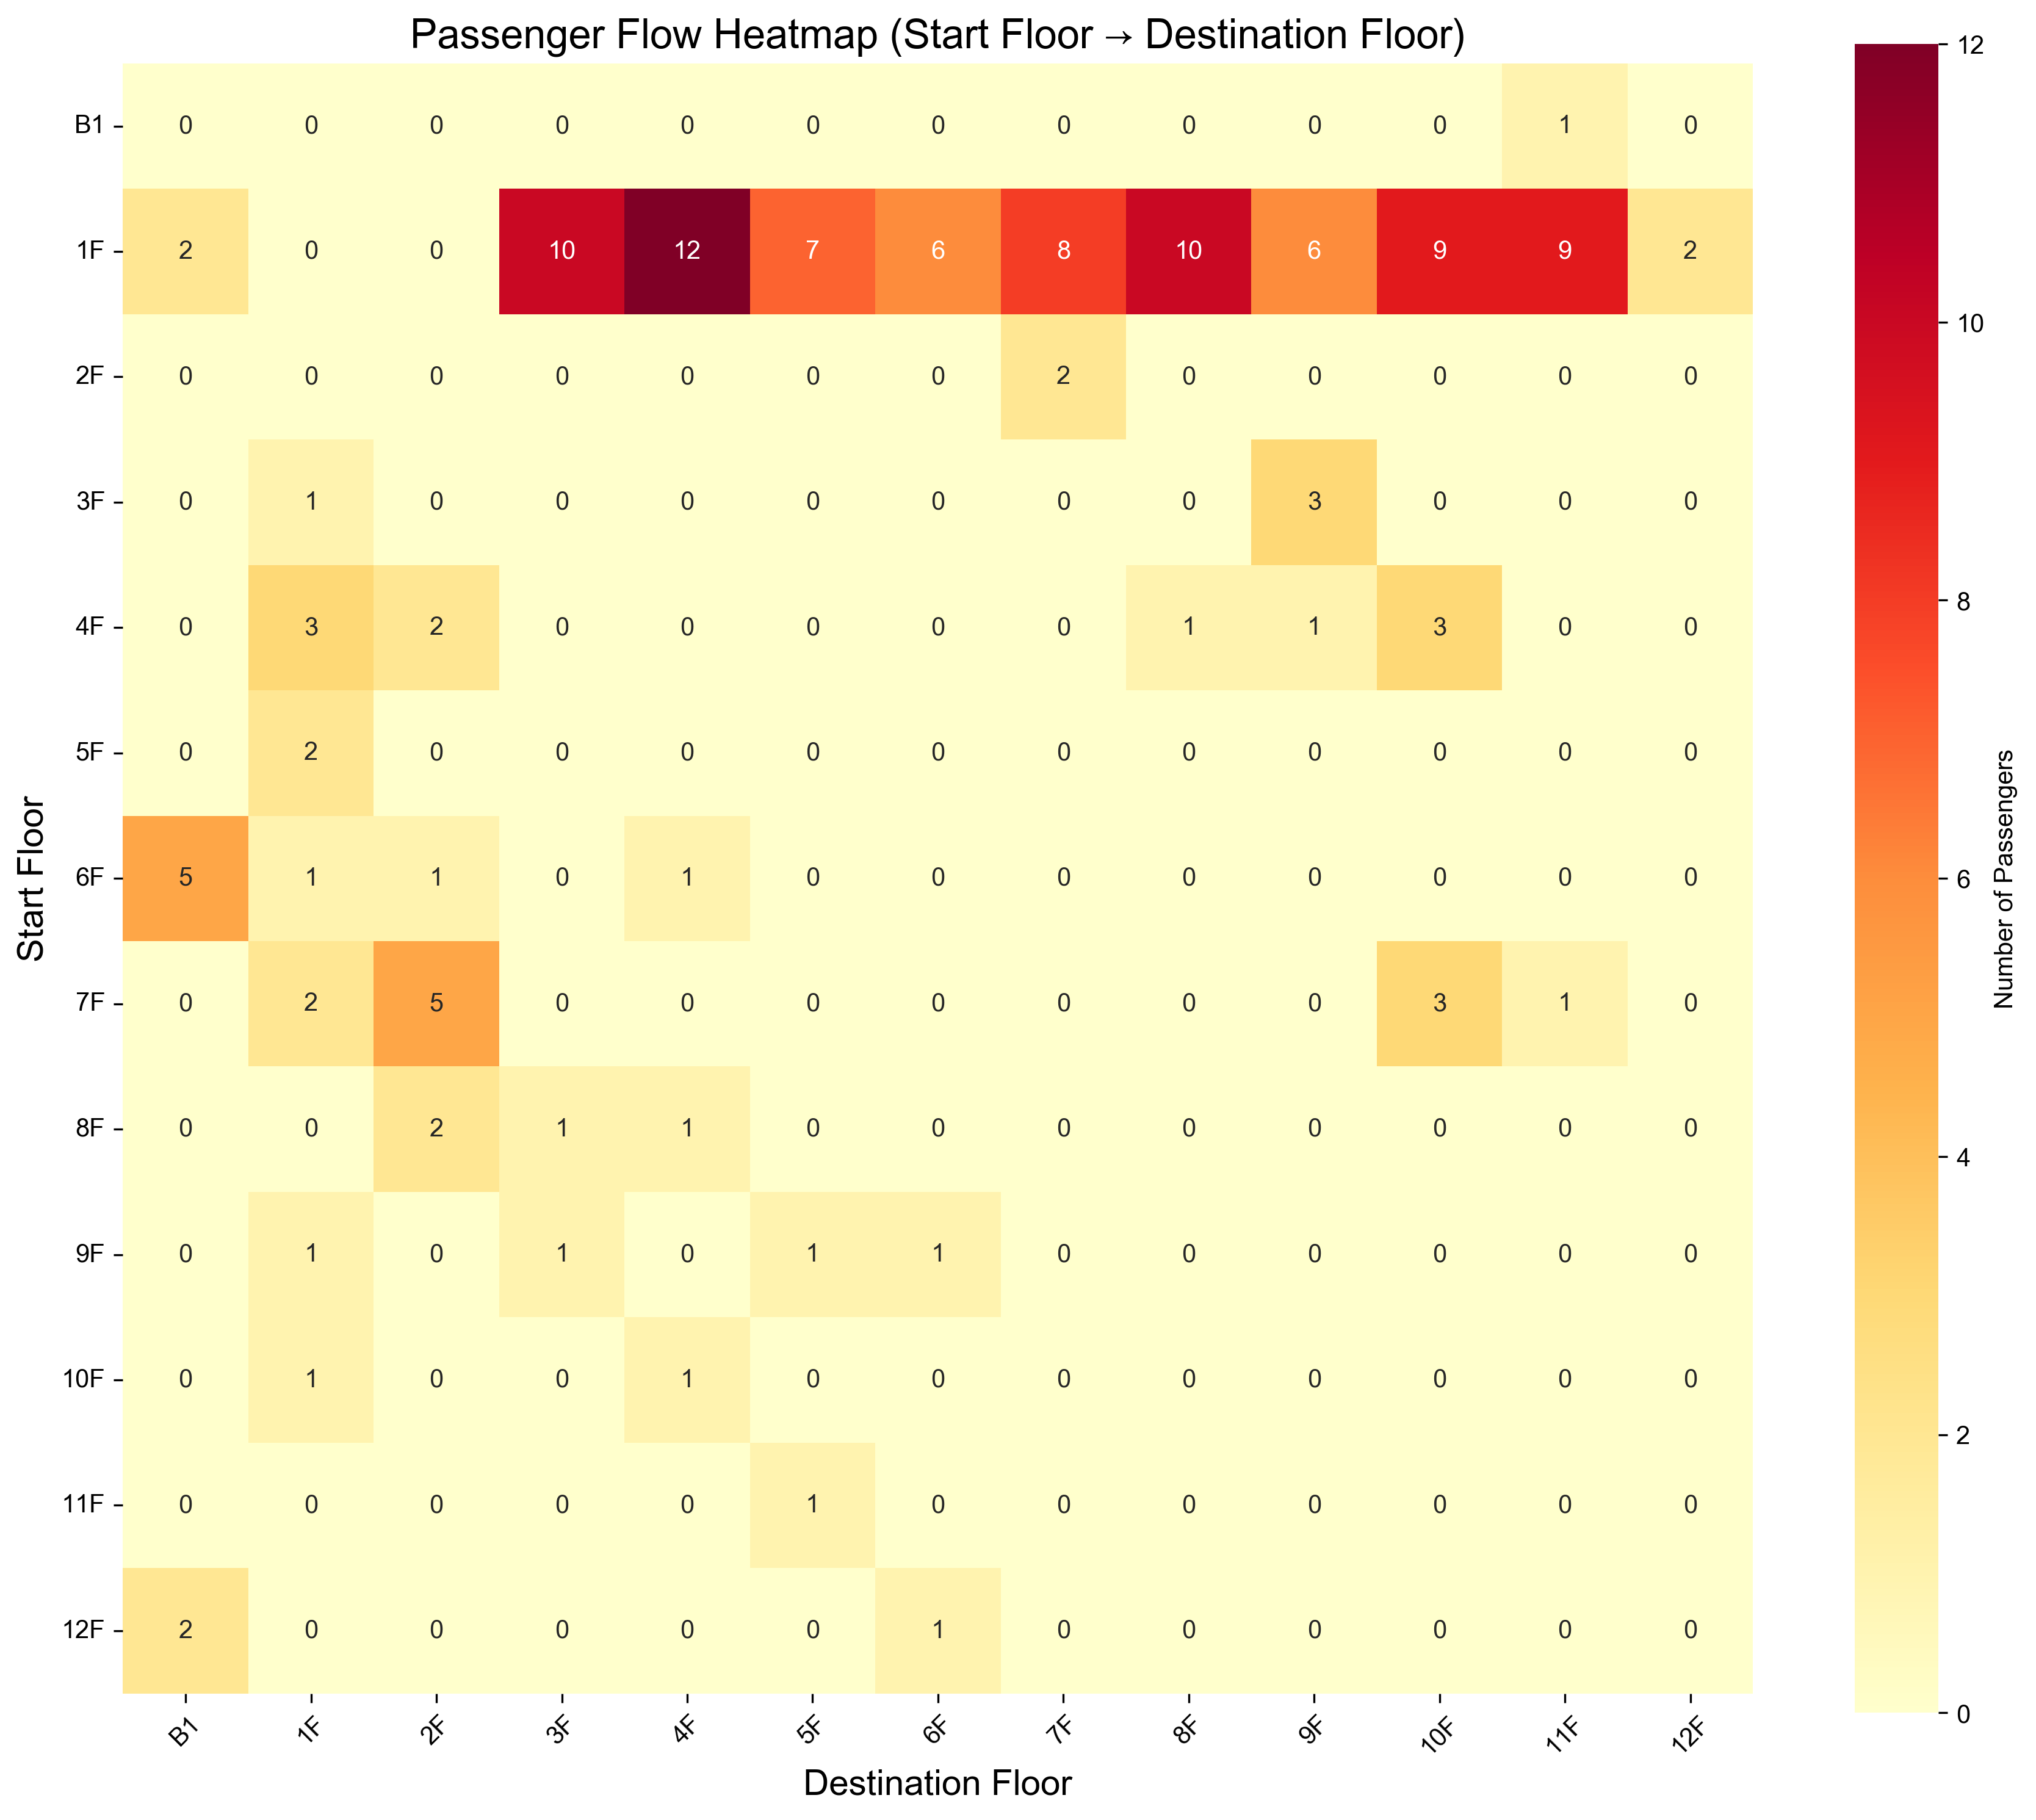 Passenger Flow Heatmap (Start Floor → Destination Floor)
B1 0 0 0 0 0 0 0 0 0 0 0 1 0
1F 2 0 0 10 12 7 6 8 10 6 9 9 2
2F 0 0 0 0 0 0 0 2 0 0 0 0 0
3F 0 1 0 0 0 0 0 0 0 3 0 0 0
4F 0 3 2 0 0 0 0 0 1 1 3 0 0
5F 0 2 0 0 0 0 0 0 0 0 0 0 0
6F 5 1 1 0 1 0 0 0 0 0 0 0 0
7F 0 2 5 0 0 0 0 0 0 0 3 1 0
8F 0 0 2 1 1 0 0 0 0 0 0 0 0
9F 0 1 0 1 0 1 1 0 0 0 0 0 0
10F 0 1 0 0 1 0 0 0 0 0 0 0 0
11F 0 0 0 0 0 1 0 0 0 0 0 0 0
12F 2 0 0 0 0 0 1 0 0 0 0 0 0
B1 1F 2F 3F 4F 5F 6F 7F 8F 9F 10F 11F 12F
Destination Floor
Start Floor
12
10
8
6
4
2
0
Number of Passengers